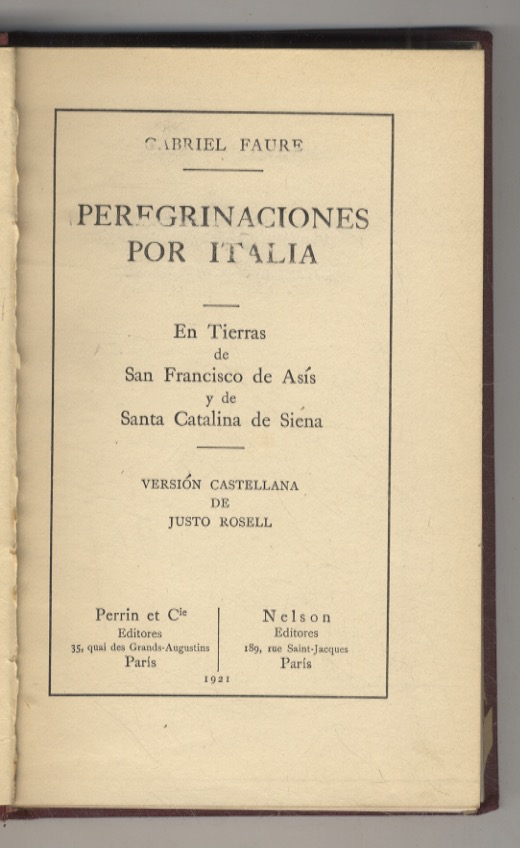 GABRIEL FAURE
PEREGRINACIONES
POR ITALIA
En Tierras
de
San Francisco de Asís
y de
Santa Catalina de Siena
VERSIÓN CASTELLANA
DE
JUSTO ROSELL
Perrin et Cie
Editores
35, quai des Grands-Augustins
París
Nelson
Editores
189, rue Saint-Jacques
París
1921